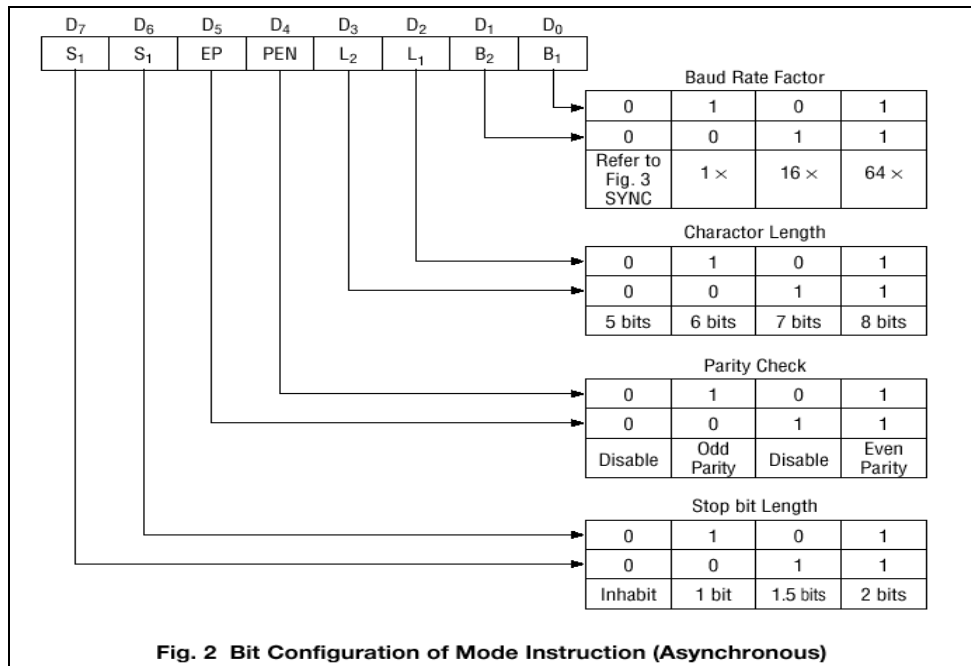 D₇ D₆ D₅ D₄ D₃ D₂ D₁ D₀
S₁ S₁ EP PEN L₂ L₁ B₂ B₁
Baud Rate Factor
0 1 0 1
0 0 1 1
Refer to Fig. 3 SYNC 1 × 16 × 64 ×
Charactor Length
0 1 0 1
0 0 1 1
5 bits 6 bits 7 bits 8 bits
Parity Check
0 1 0 1
0 0 1 1
Disable Odd Parity Disable Even Parity
Stop bit Length
0 1 0 1
0 0 1 1
Inhabit 1 bit 1.5 bits 2 bits
Fig. 2 Bit Configuration of Mode Instruction (Asynchronous)